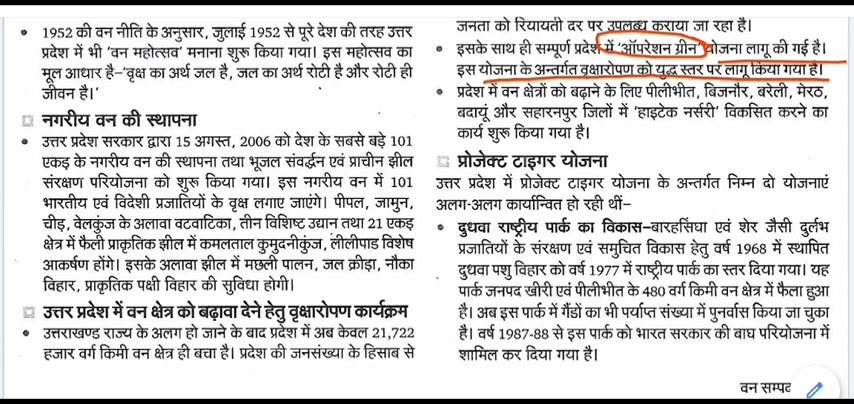 1952 की वन नीति के अनुसार, जुलाई 1952 से पूरे देश की तरह उत्तर
प्रदेश में भी 'वन महोत्सव' मनाना शुरू किया गया। इस महोत्सव का
मूल आधार है–'वृक्ष का अर्थ जल है, जल का अर्थ रोटी है और रोटी ही
जीवन है।'
नगरीय वन की स्थापना
उत्तर प्रदेश सरकार द्वारा 15 अगस्त, 2006 को देश के सबसे बड़े 101
एकड़ के नगरीय वन की स्थापना तथा भूजल संवर्द्धन एवं प्राचीन झील
संरक्षण परियोजना को शुरू किया गया। इस नगरीय वन में 101
भारतीय एवं विदेशी प्रजातियों के वृक्ष लगाए जाएंगे। पीपल, जामुन,
चीड़, वेलकुंज के अलावा वटवाटिका, तीन विशिष्ट उद्यान तथा 21 एकड़
क्षेत्र में फैली प्राकृतिक झील में कमलताल कुमुदनीकुंज, लीलीपाड विशेष
आकर्षण होंगे। इसके अलावा झील में मछली पालन, जल क्रीड़ा, नौका
विहार, प्राकृतिक पक्षी विहार की सुविधा होगी।
उत्तर प्रदेश में वन क्षेत्र को बढ़ावा देने हेतु वृक्षारोपण कार्यक्रम
उत्तराखण्ड राज्य के अलग हो जाने के बाद प्रदेश में अब केवल 21,722
हजार वर्ग किमी वन क्षेत्र ही बचा है। प्रदेश की जनसंख्या के हिसाब से
जनता को रियायती दर पर उपलब्ध कराया जा रहा है।
इसके साथ ही सम्पूर्ण प्रदेश में 'ऑपरेशन ग्रीन' योजना लागू की गई है।
इस योजना के अन्तर्गत वृक्षारोपण को युद्ध स्तर पर लागू किया गया है।
प्रदेश में वन क्षेत्रों को बढ़ाने के लिए पीलीभीत, बिजनौर, बरेली, मेरठ,
बदायूं और सहारनपुर जिलों में 'हाइटेक नर्सरी' विकसित करने का
कार्य शुरू किया गया है।
प्रोजेक्ट टाइगर योजना
उत्तर प्रदेश में प्रोजेक्ट टाइगर योजना के अन्तर्गत निम्न दो योजनाएं
अलग-अलग कार्यान्वित हो रही थीं–
दुधवा राष्ट्रीय पार्क का विकास–बारहसिंघा एवं शेर जैसी दुर्लभ
प्रजातियों के संरक्षण एवं समुचित विकास हेतु वर्ष 1968 में स्थापित
दुधवा पशु विहार को वर्ष 1977 में राष्ट्रीय पार्क का स्तर दिया गया। यह
पार्क जनपद खीरी एवं पीलीभीत के 480 वर्ग किमी वन क्षेत्र में फैला हुआ
है। अब इस पार्क में गैंडों का भी पर्याप्त संख्या में पुनर्वास किया जा चुका
है। वर्ष 1987-88 से इस पार्क को भारत सरकार की बाघ परियोजना में
शामिल कर दिया गया है।
वन सम्पद